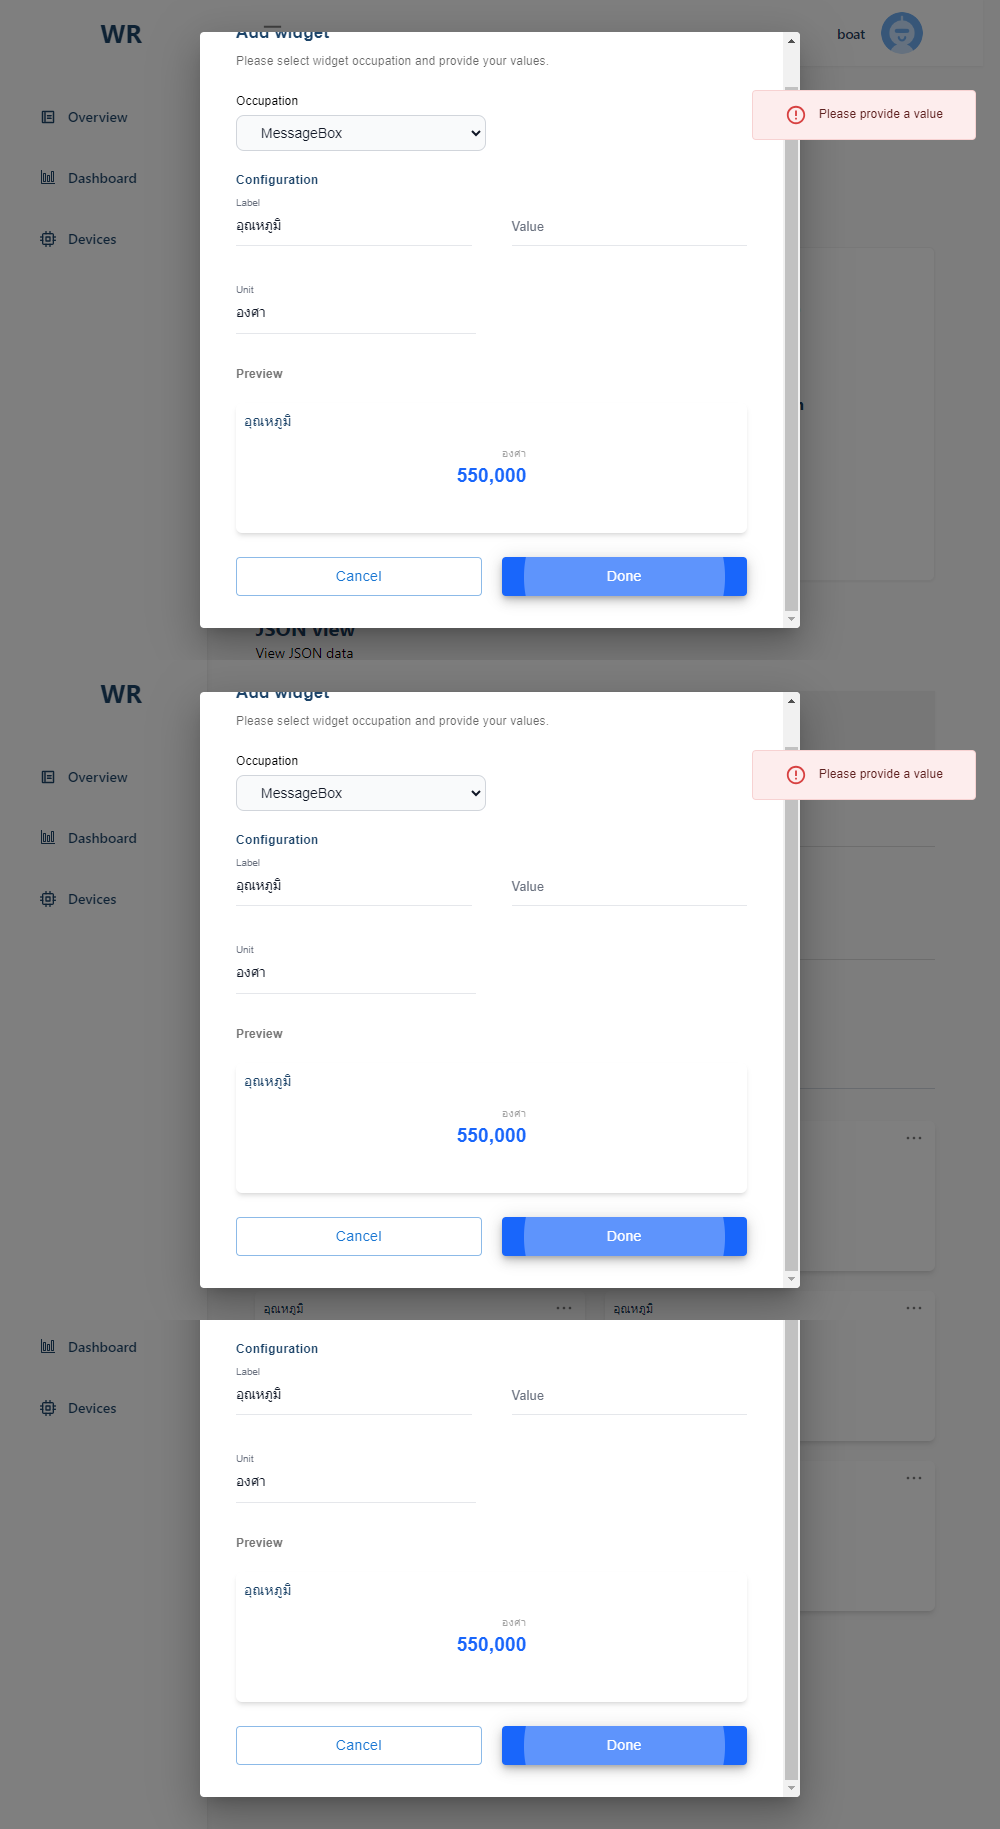 WR
Add widget
boat
Please select widget occupation and provide your values.
Occupation
Please provide a value
Overview
MessageBox
Dashboard
Configuration
Label
อุณหภูมิ
Value
Devices
Unit
องศา
Preview
อุณหภูมิ
องศา
550,000
Cancel
Done
JSON view
View JSON data
WR
Add widget
Please select widget occupation and provide your values.
Occupation
Please provide a value
Overview
MessageBox
Dashboard
Configuration
Label
อุณหภูมิ
Value
Devices
Unit
องศา
Preview
อุณหภูมิ
องศา
550,000
Cancel
Done
อุณหภูมิ
อุณหภูมิ
Dashboard
Configuration
Label
อุณหภูมิ
Value
Devices
Unit
องศา
Preview
อุณหภูมิ
องศา
550,000
Cancel
Done